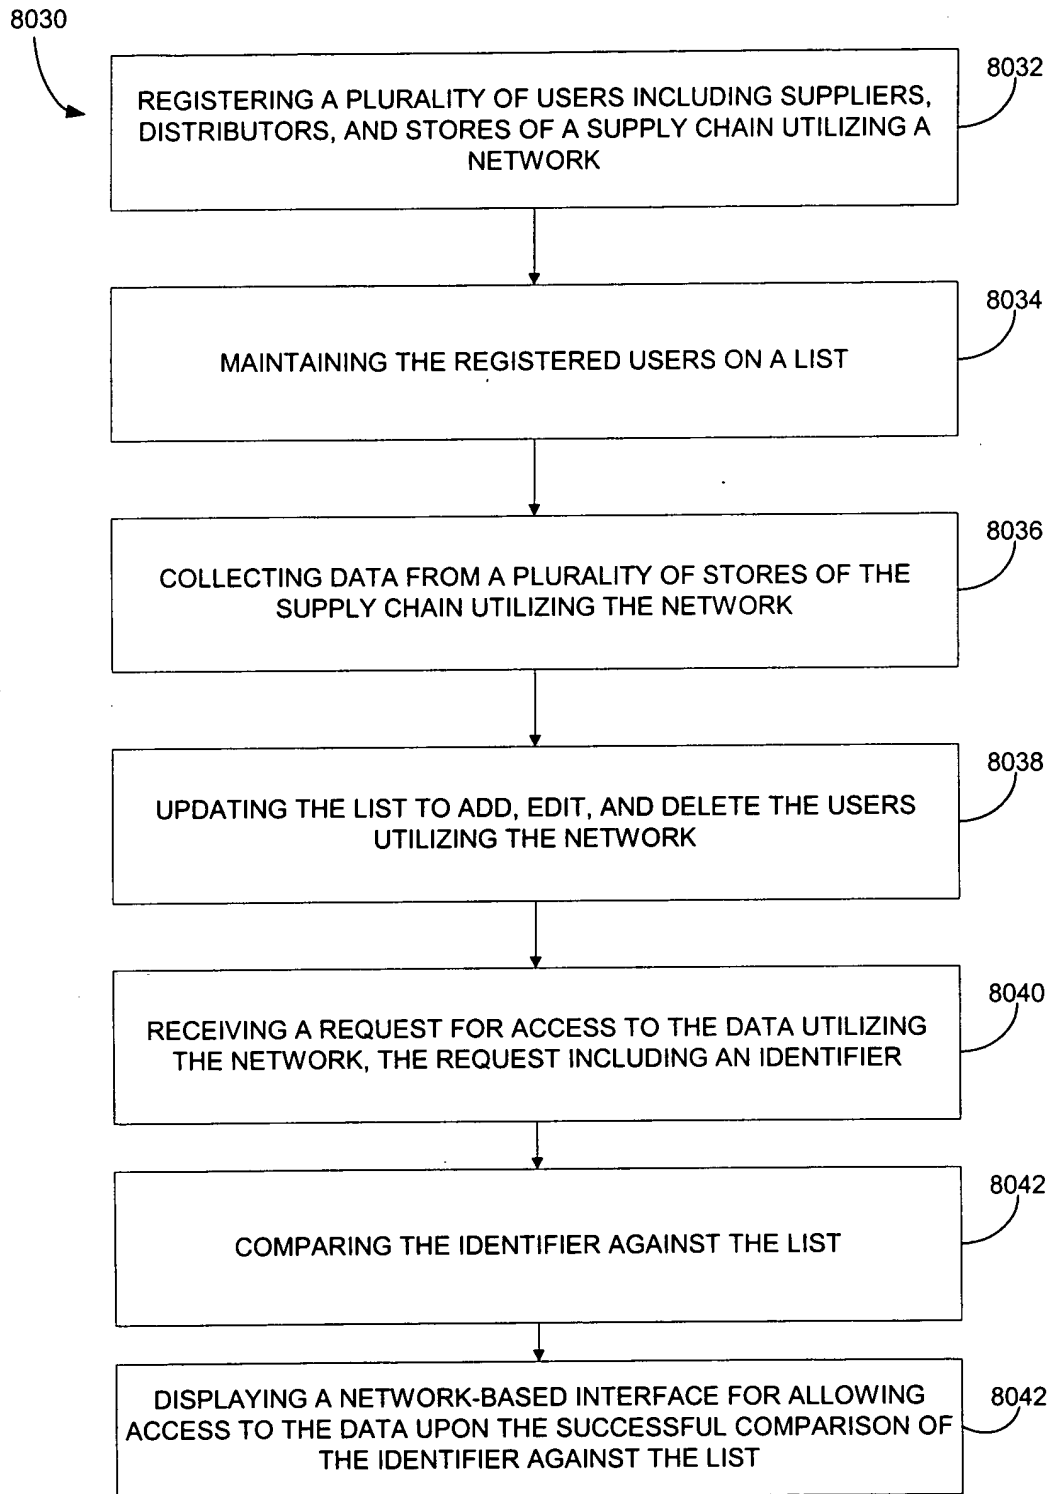 8030
8032
REGISTERING A PLURALITY OF USERS INCLUDING SUPPLIERS,
DISTRIBUTORS, AND STORES OF A SUPPLY CHAIN UTILIZING A
NETWORK
8034
MAINTAINING THE REGISTERED USERS ON A LIST
8036
COLLECTING DATA FROM A PLURALITY OF STORES OF THE
SUPPLY CHAIN UTILIZING THE NETWORK
8038
UPDATING THE LIST TO ADD, EDIT, AND DELETE THE USERS
UTILIZING THE NETWORK
8040
RECEIVING A REQUEST FOR ACCESS TO THE DATA UTILIZING
THE NETWORK, THE REQUEST INCLUDING AN IDENTIFIER
8042
COMPARING THE IDENTIFIER AGAINST THE LIST
8042
DISPLAYING A NETWORK-BASED INTERFACE FOR ALLOWING
ACCESS TO THE DATA UPON THE SUCCESSFUL COMPARISON OF
THE IDENTIFIER AGAINST THE LIST